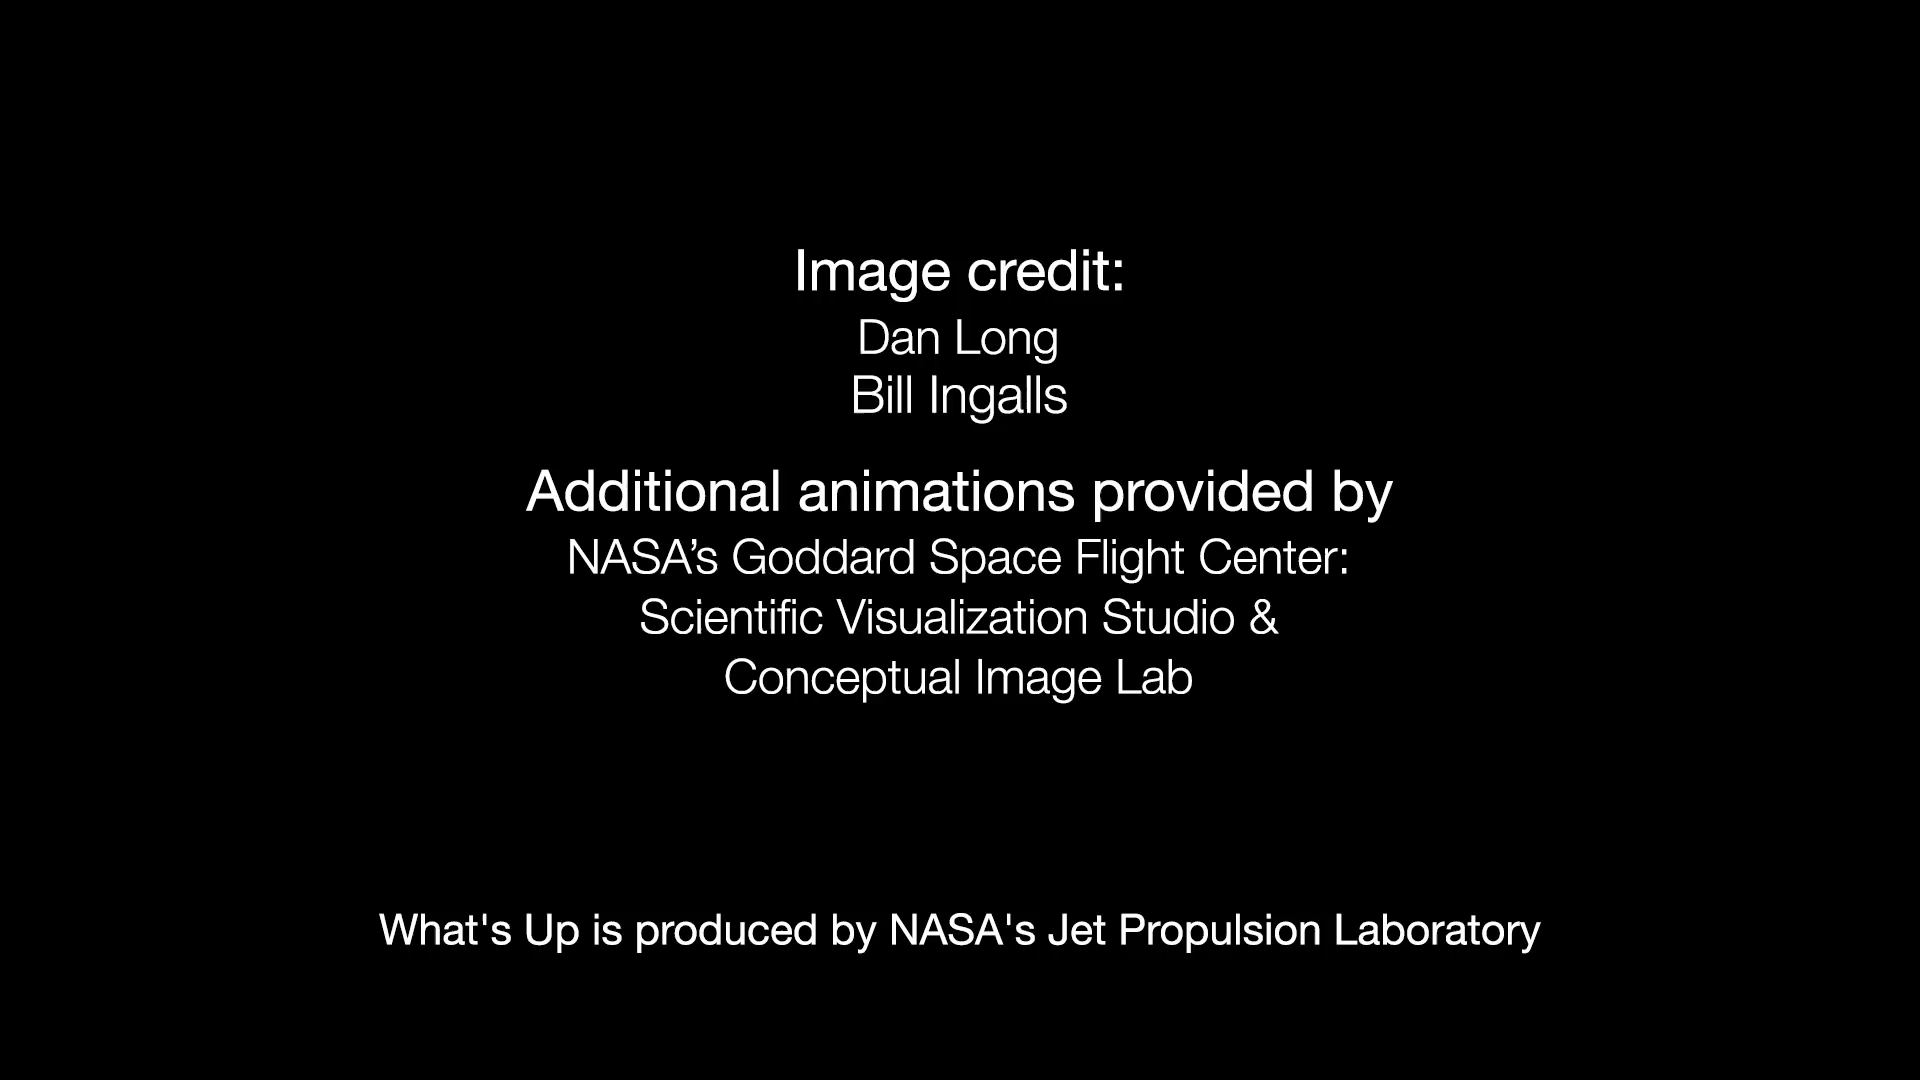 Image credit:
Dan Long
Bill Ingalls
Additional animations provided by
NASA’s Goddard Space Flight Center:
Scientific Visualization Studio &
Conceptual Image Lab
What's Up is produced by NASA's Jet Propulsion Laboratory